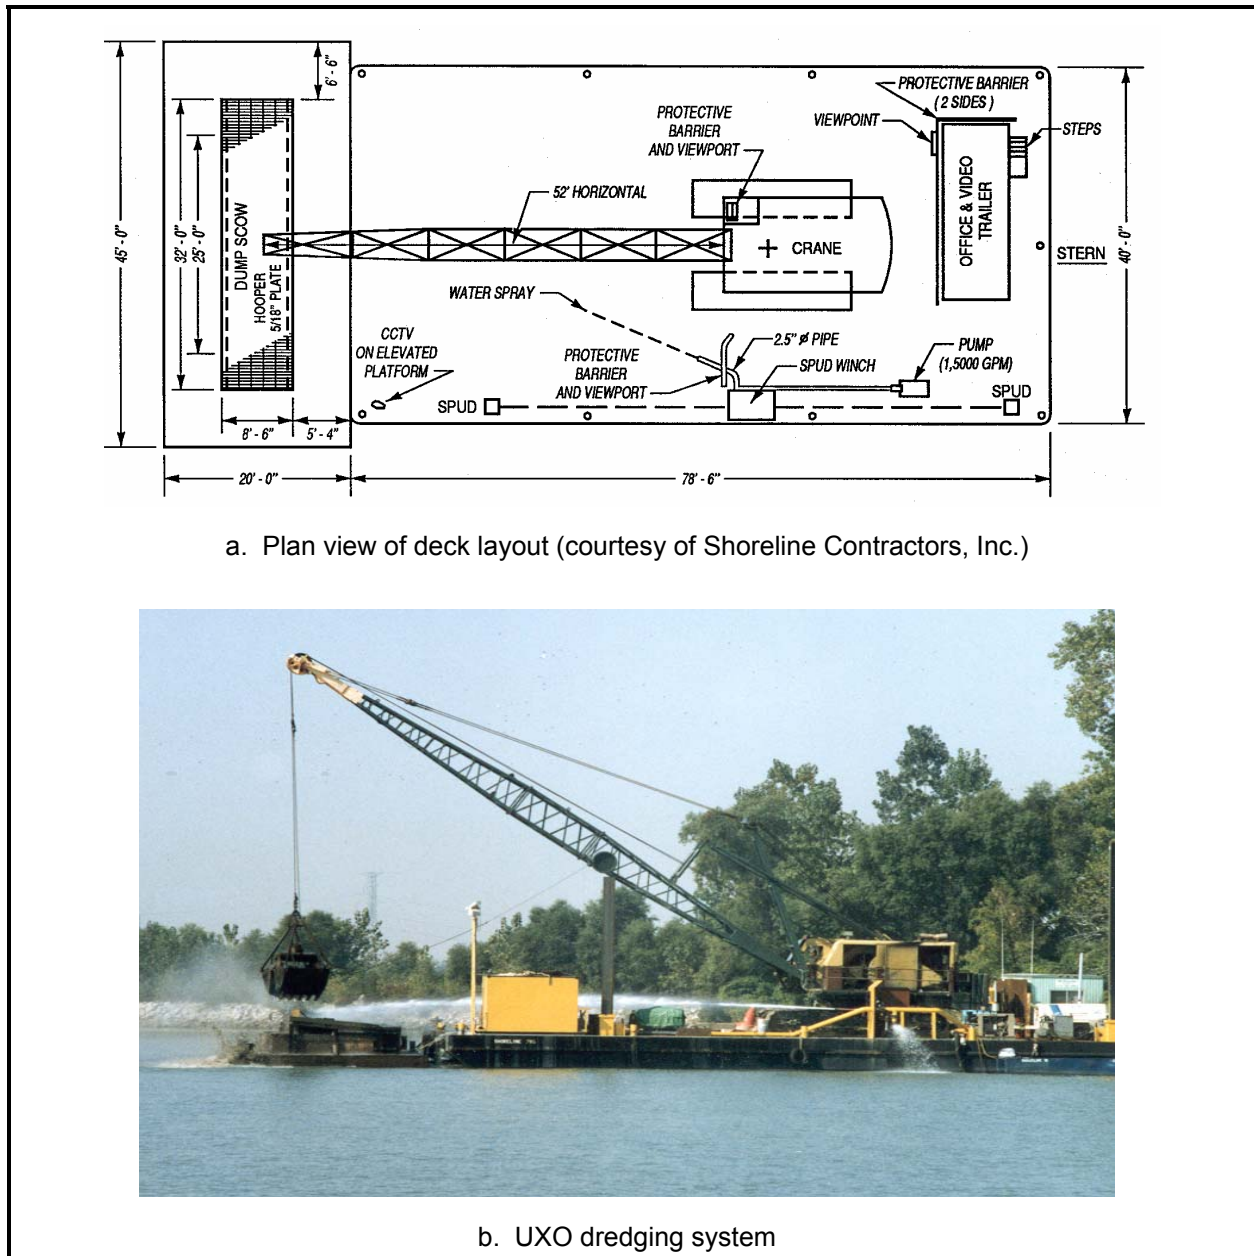 45' - 0"
32' - 0"
25' - 0"
6' - 6"
DUMP SCOW
HOOPER
5/18" PLATE
8' - 6"
5' - 4"
20' - 0"
78' - 6"
40' - 0"
52' HORIZONTAL
PROTECTIVE
BARRIER
AND VIEWPORT
CRANE
VIEWPOINT
PROTECTIVE BARRIER
( 2 SIDES )
STEPS
OFFICE & VIDEO
TRAILER
STERN
WATER SPRAY
CCTV
ON ELEVATED
PLATFORM
PROTECTIVE
BARRIER
AND VIEWPORT
2.5" ø PIPE
SPUD WINCH
PUMP
(1,5000 GPM)
SPUD
SPUD
a. Plan view of deck layout (courtesy of Shoreline Contractors, Inc.)
SHORELINE
b. UXO dredging system